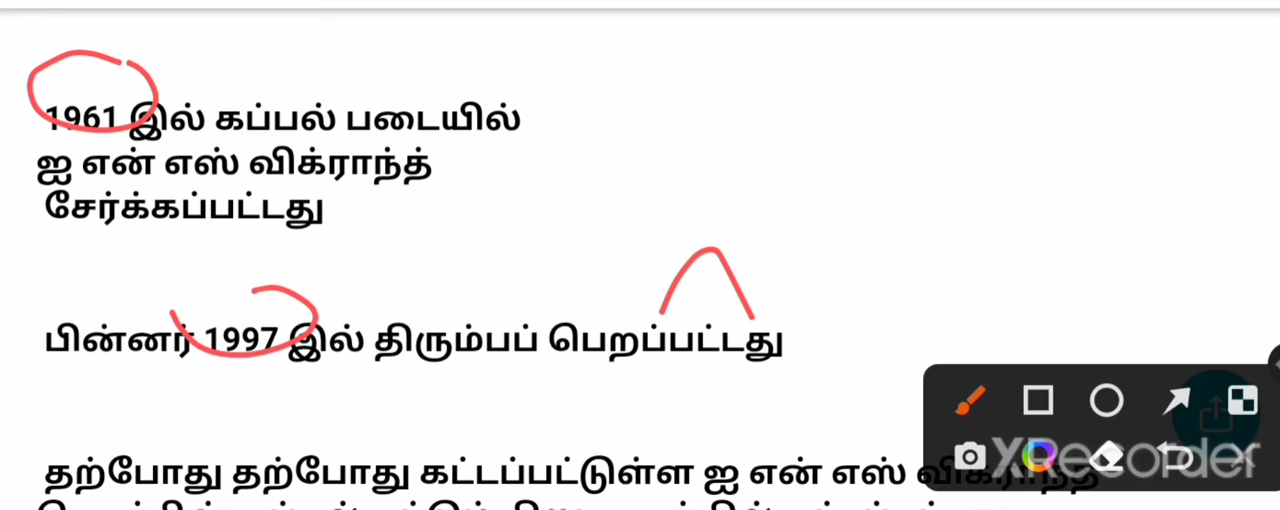 1961 இல் கப்பல் படையில்
ஐ என் எஸ் விக்ராந்த்
சேர்க்கப்பட்டது
பின்னர் 1997 இல் திரும்பப் பெறப்பட்டது
தற்போது தற்போது கட்டப்பட்டுள்ள ஐ என் எஸ் விக்ராந்த்
XRecorder